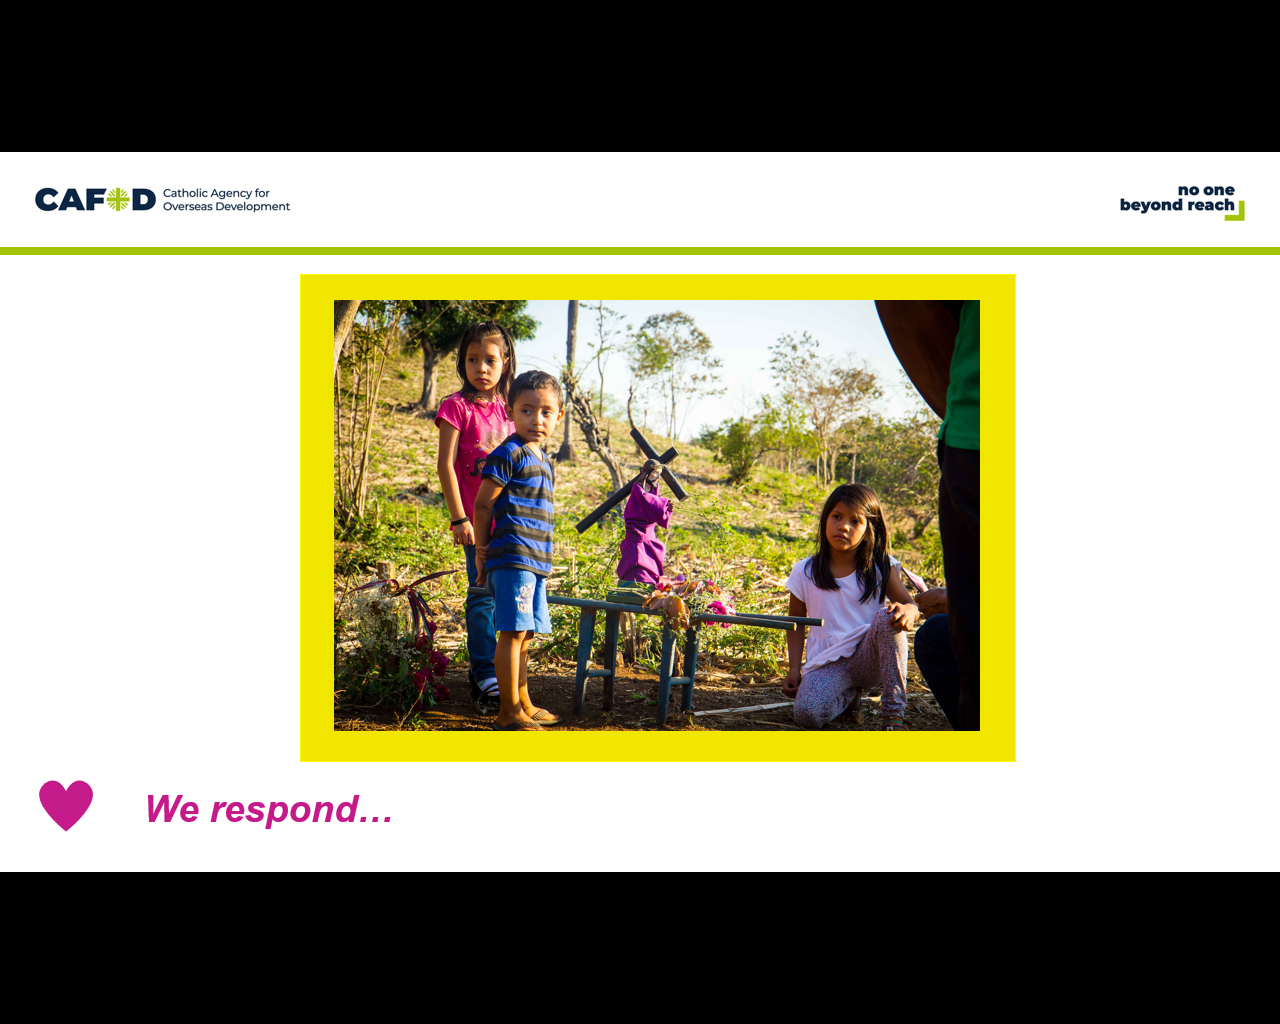 CAFOD
Catholic Agency for
Overseas Development
no one
beyond reach
We respond...